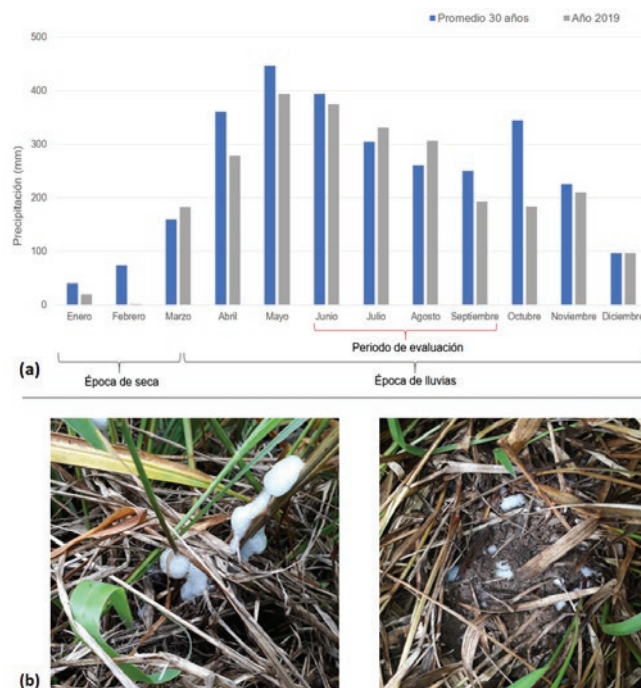 Promedio 30 años Año 2019
Precipitación (mm)
500
400
300
200
100
0
Enero Febrero Marzo Abril Mayo Junio Julio Agosto Septiembre Octubre Noviembre Diciembre
Periodo de evaluación
(a)
Época de seca Época de lluvias
(b)